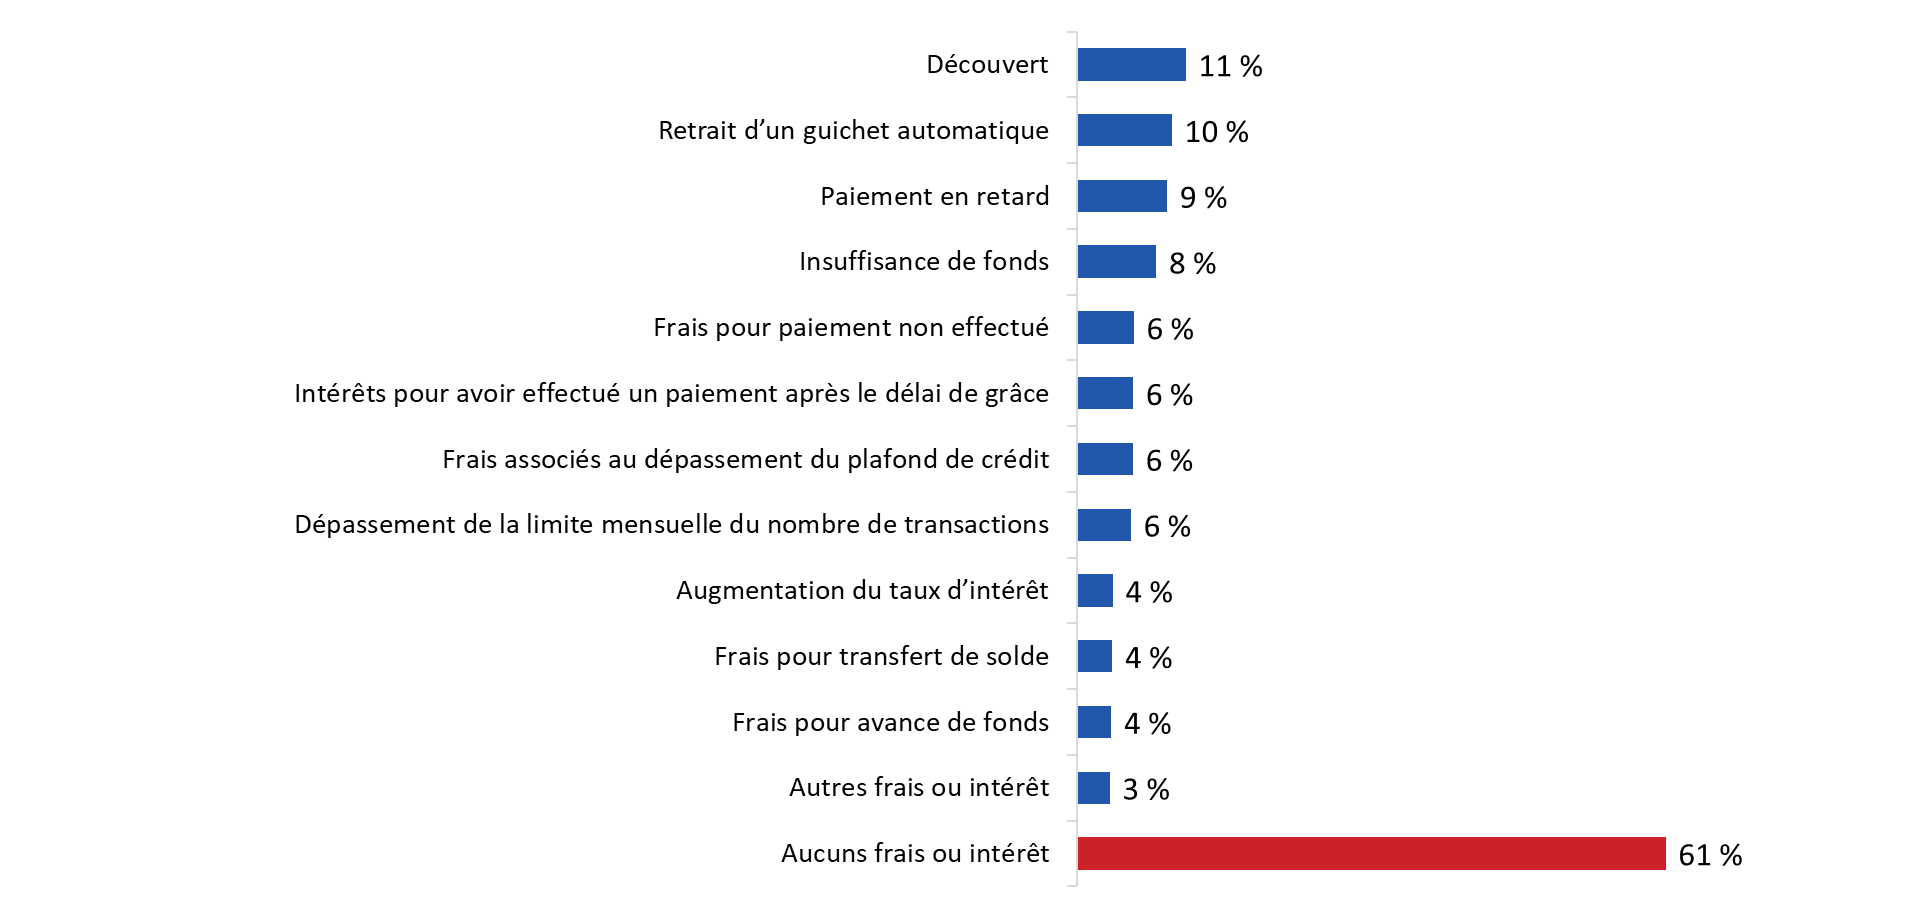 Découvert 11 %
Retrait d’un guichet automatique 10 %
Paiement en retard 9 %
Insuffisance de fonds 8 %
Frais pour paiement non effectué 6 %
Intérêts pour avoir effectué un paiement après le délai de grâce 6 %
Frais associés au dépassement du plafond de crédit 6 %
Dépassement de la limite mensuelle du nombre de transactions 6 %
Augmentation du taux d’intérêt 4 %
Frais pour transfert de solde 4 %
Frais pour avance de fonds 4 %
Autres frais ou intérêt 3 %
Aucuns frais ou intérêt 61 %